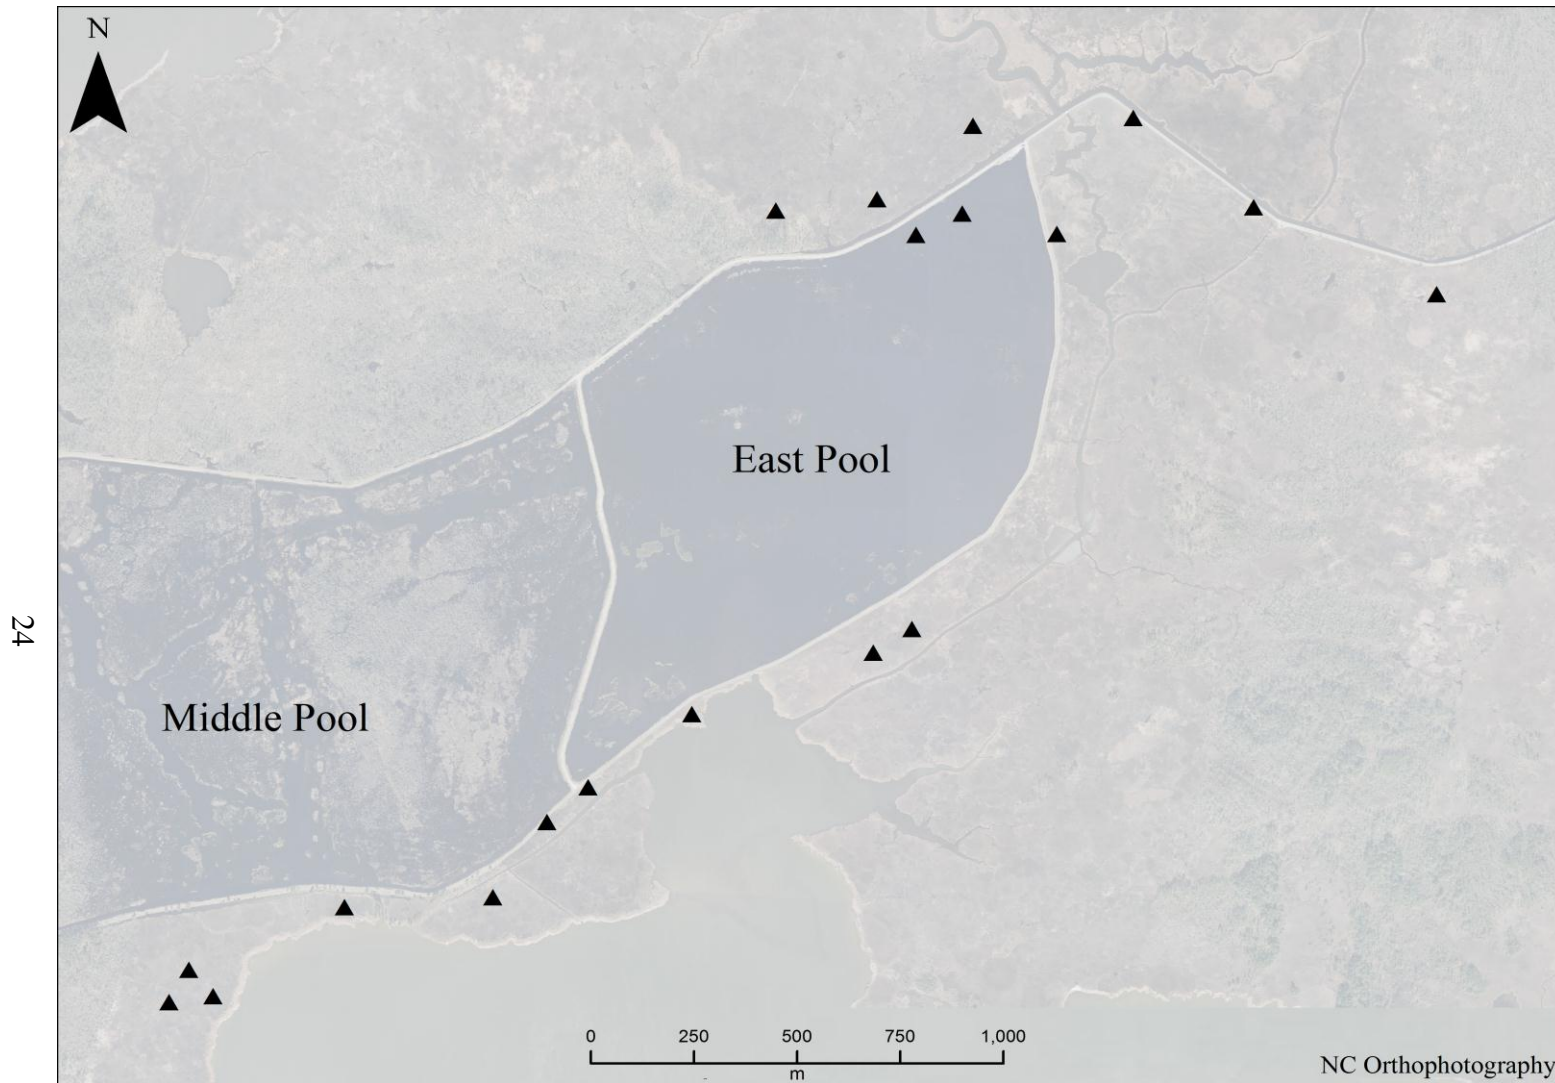 N
East Pool
24
Middle Pool
0 250 500 750 1,000
m
NC Orthophotography